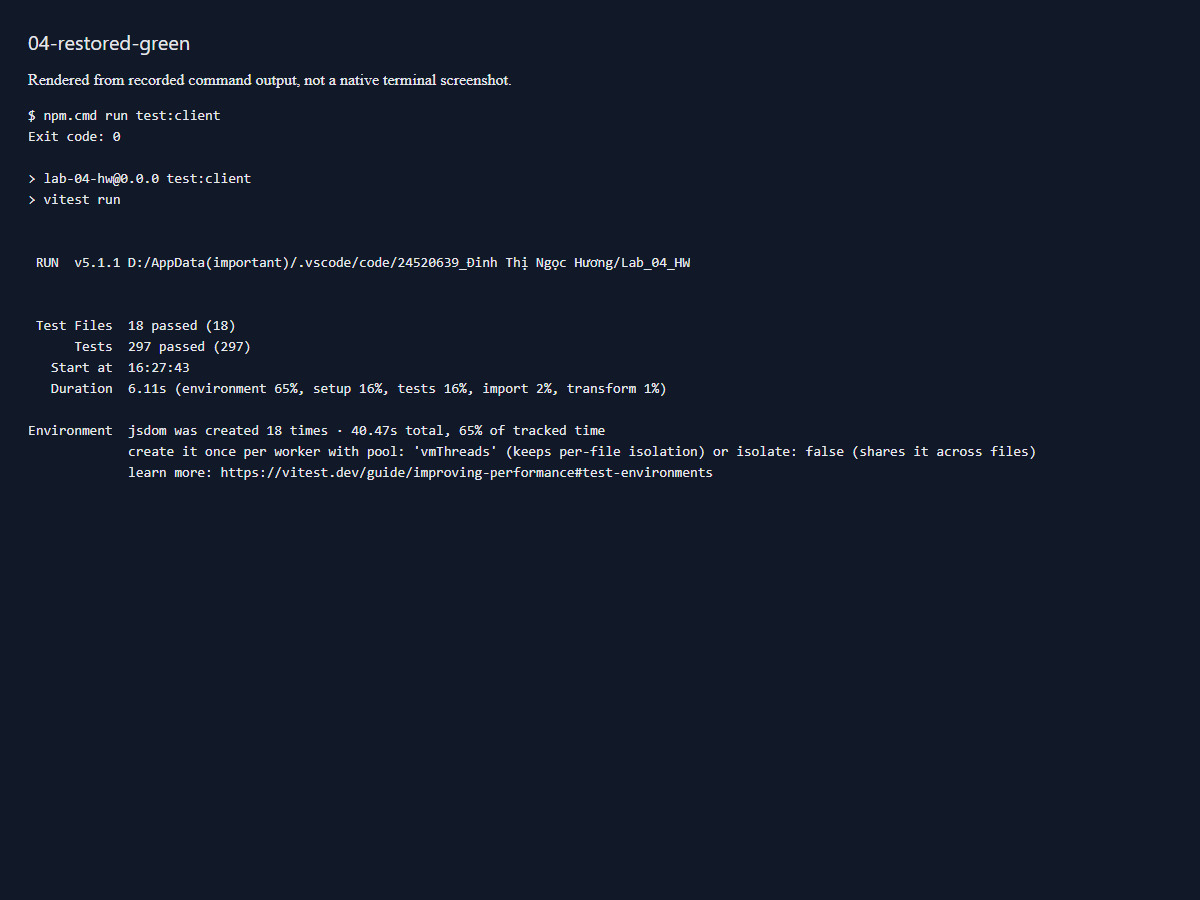 04-restored-green
Rendered from recorded command output, not a native terminal screenshot.
$ npm.cmd run test:client
Exit code: 0
> lab-04-hw@0.0.0 test:client
> vitest run
RUN  v5.1.1 D:/AppData(important)/.vscode/code/24520639_Đinh Thị Ngọc Hương/Lab_04_HW
Test Files  18 passed (18)
Tests  297 passed (297)
Start at  16:27:43
Duration  6.11s (environment 65%, setup 16%, tests 16%, import 2%, transform 1%)
Environment  jsdom was created 18 times · 40.47s total, 65% of tracked time
create it once per worker with pool: 'vmThreads' (keeps per-file isolation) or isolate: false (shares it across files)
learn more: https://vitest.dev/guide/improving-performance#test-environments